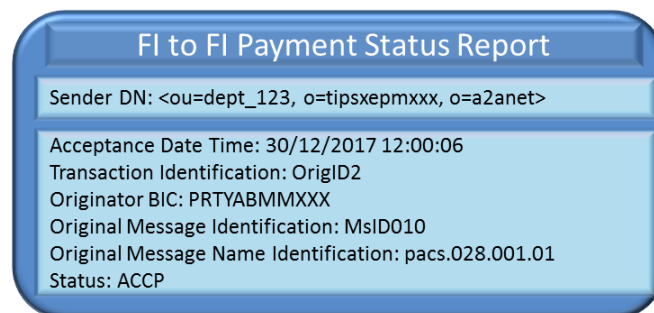 FI to FI Payment Status Report
Sender DN: <ou=dept_123, o=tipsxepmxxx, o=a2anet>
Acceptance Date Time: 30/12/2017 12:00:06
Transaction Identification: OrigID2
Originator BIC: PRTYABMMXXX
Original Message Identification: MsID010
Original Message Name Identification: pacs.028.001.01
Status: ACCP